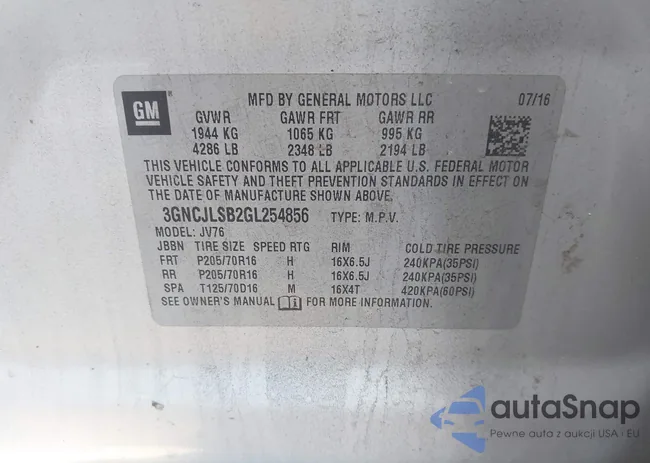 GM
MFD BY GENERAL MOTORS LLC 07/16
GVWR GAWR FRT GAWR RR
1944 KG 1065 KG 995 KG
4286 LB 2348 LB 2194 LB
THIS VEHICLE CONFORMS TO ALL APPLICABLE U.S. FEDERAL MOTOR
VEHICLE SAFETY AND THEFT PREVENTION STANDARDS IN EFFECT ON
THE DATE OF MANUFACTURE SHOWN ABOVE.
3GNCJLSB2GL254856 TYPE: M.P.V.
MODEL: JV76
JBBN TIRE SIZE SPEED RTG RIM COLD TIRE PRESSURE
FRT P205/70R16 H 16X6.5J 240KPA(35PSI)
RR P205/70R16 H 16X6.5J 240KPA(35PSI)
SPA T125/70D16 M 16X4T 420KPA(60PSI)
SEE OWNER'S MANUAL FOR MORE INFORMATION.
autoSnap
Pewne auta z aukcji USA i EU